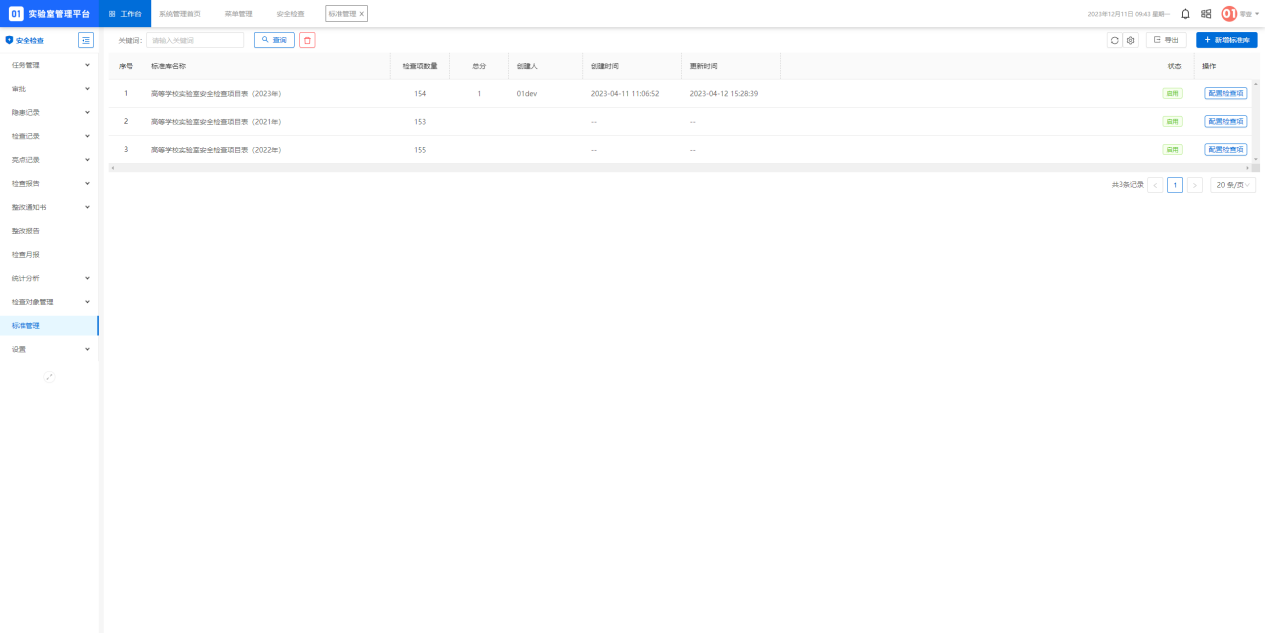 01 实验室管理平台 工作台 系统管理首页 菜单管理 安全检查 标准管理 x 2023年12月11日 09:43 星期一 01 零壹
安全检查
任务管理
审批
隐患记录
检查记录
亮点记录
检查报告
整改通知书
整改报告
检查月报
统计分析
检查对象管理
标准管理
设置
关键词: 请输入关键词 查询 导出 + 新增标准库
序号 标准库名称 检查项数量 总分 创建人 创建时间 更新时间 状态 操作
1 高等学校实验室安全检查项目表（2023年） 154 1 01dev 2023-04-11 11:06:52 2023-04-12 15:28:39 启用 配置检查项
2 高等学校实验室安全检查项目表（2021年） 153 -- -- 启用 配置检查项
3 高等学校实验室安全检查项目表（2022年） 155 -- -- 启用 配置检查项
共3条记录 < 1 > 20 条/页